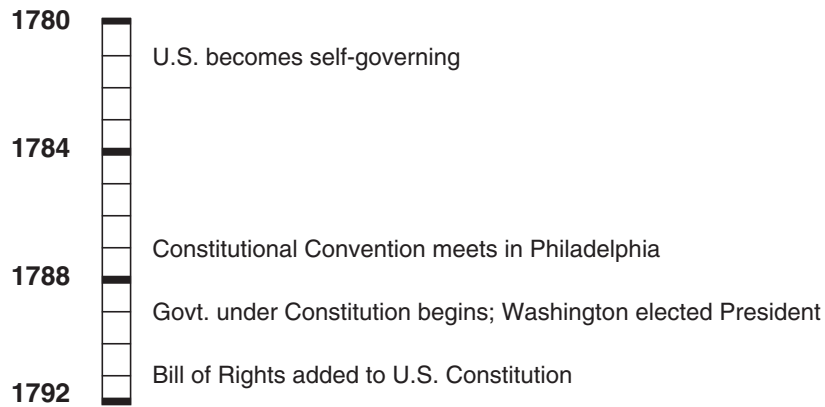 1780
U.S. becomes self-governing
1784
Constitutional Convention meets in Philadelphia
1788
Govt. under Constitution begins; Washington elected President
Bill of Rights added to U.S. Constitution
1792